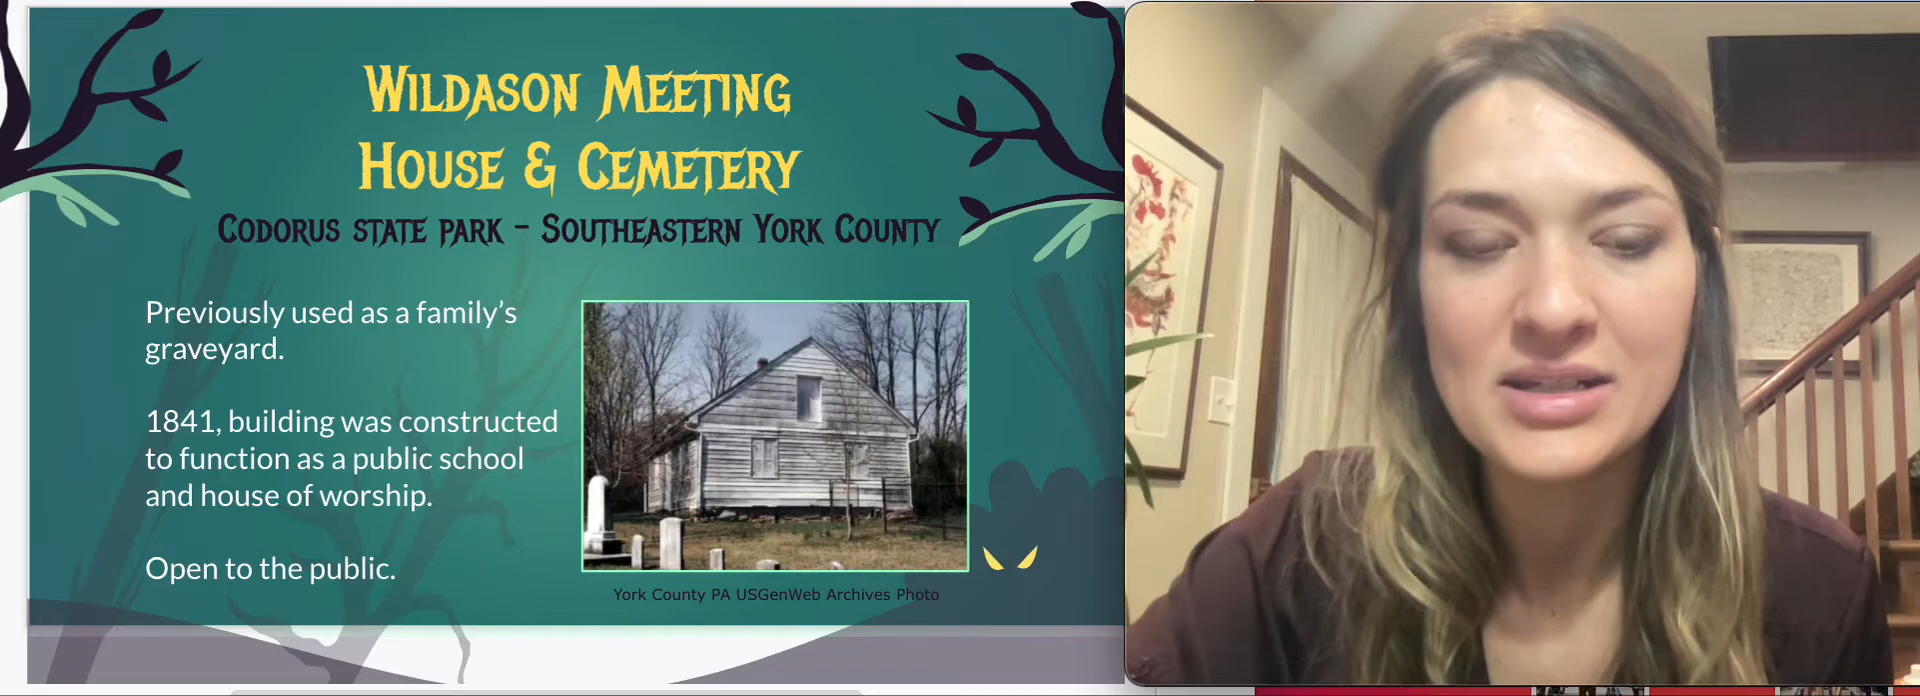 Wildason Meeting
House & Cemetery
Codorus state park - Southeastern York County
Previously used as a family’s
graveyard.
1841, building was constructed
to function as a public school
and house of worship.
Open to the public.
York County PA USGenWeb Archives Photo